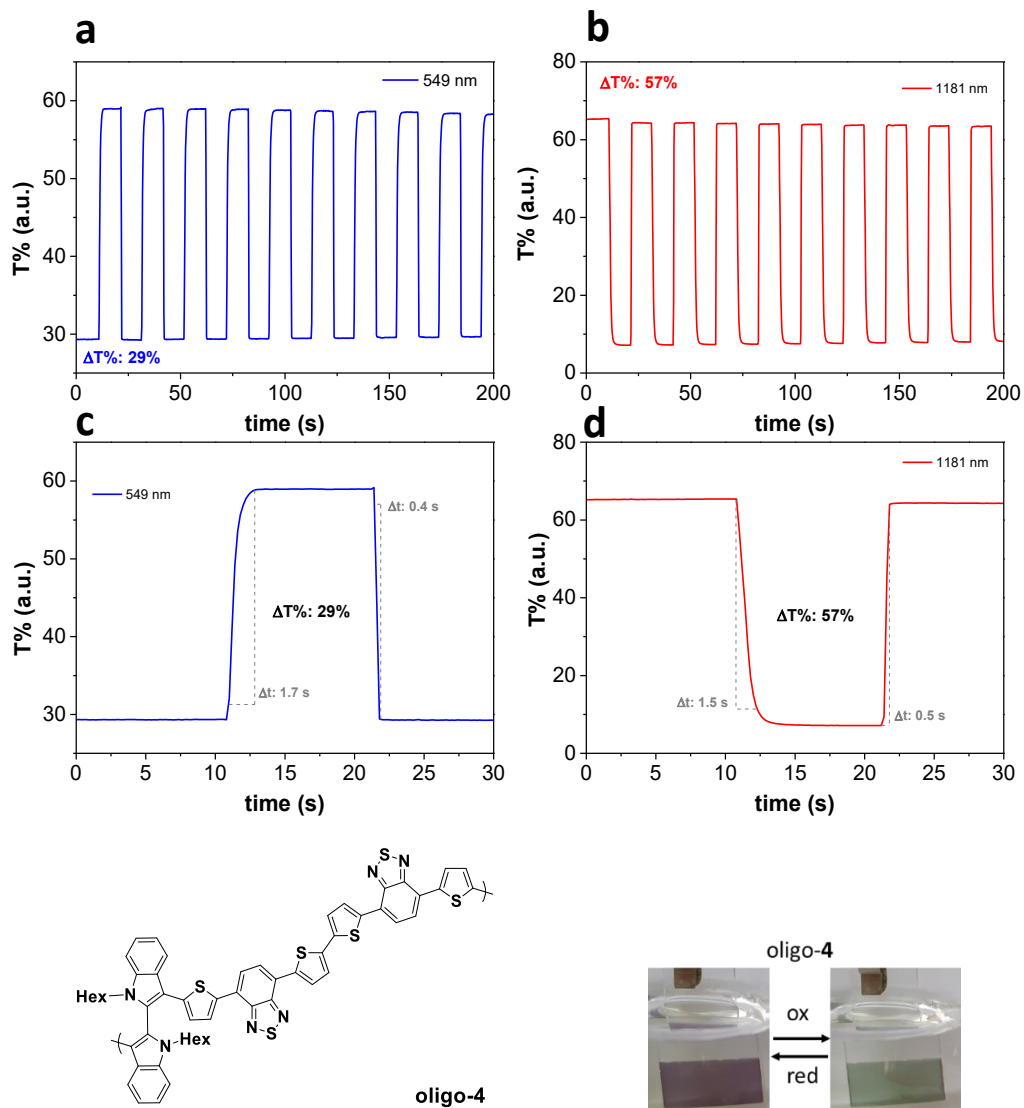 a
549 nm
T% (a.u.)
60
50
40
30
ΔT%: 29%
0 50 100 150 200
time (s)
b
ΔT%: 57%
1181 nm
T% (a.u.)
80
60
40
20
0
0 25 50 75 100 125 150 175 200
time (s)
c
549 nm
T% (a.u.)
60
50
40
30
Δt: 0.4 s
ΔT%: 29%
Δt: 1.7 s
0 5 10 15 20 25 30
time (s)
d
1181 nm
T% (a.u.)
80
60
40
20
0
ΔT%: 57%
Δt: 1.5 s
Δt: 0.5 s
0 5 10 15 20 25 30
time (s)
S
N N
S
S
S
S
Hex
N
N N
S
N Hex
oligo-4
oligo-4
ox
red